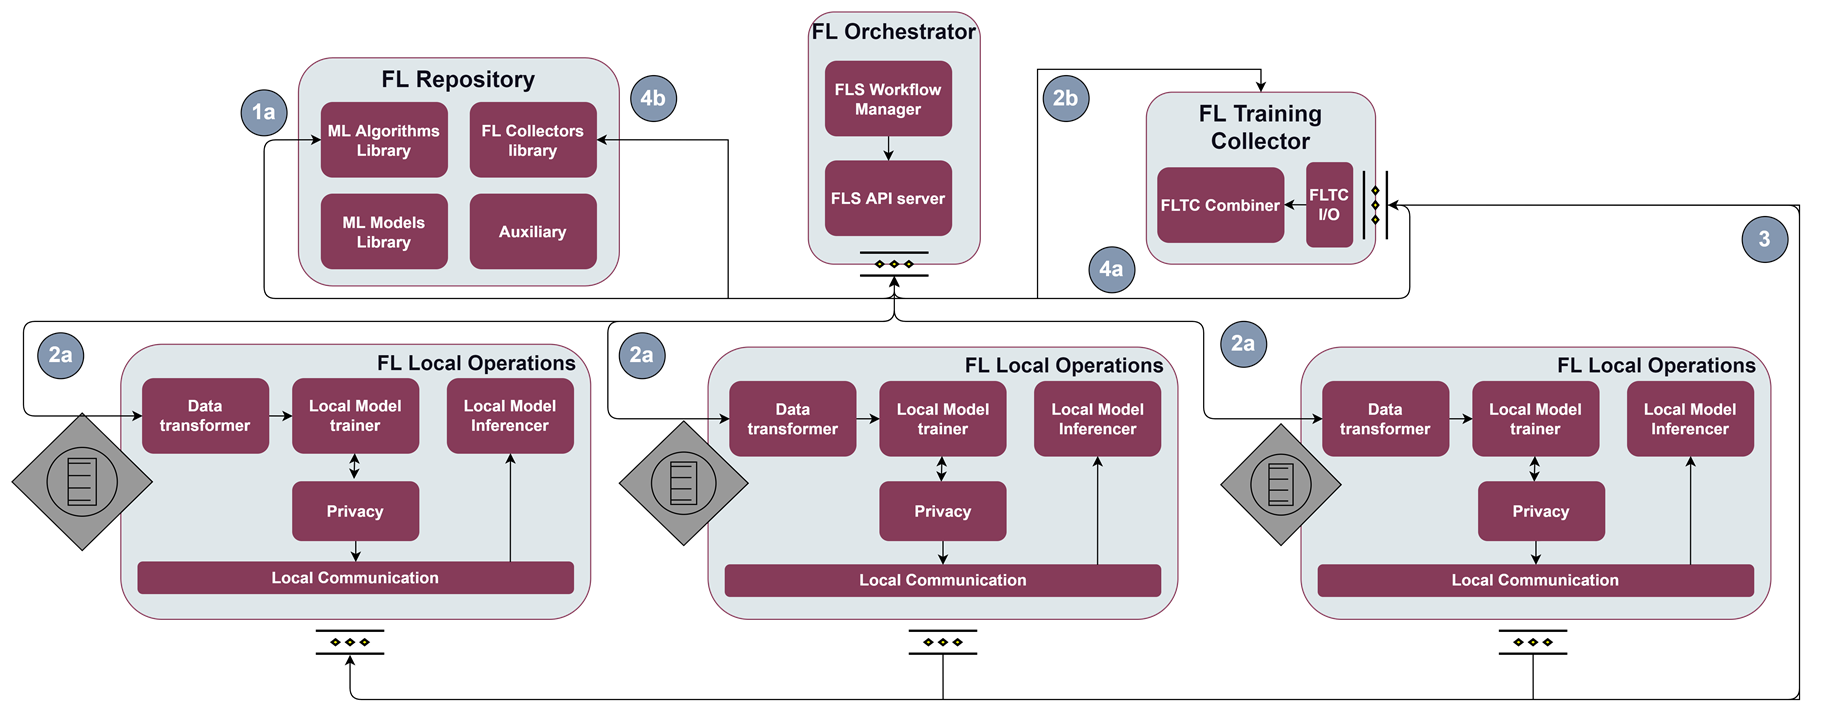 FL Orchestrator
FLS Workflow
Manager
FLS API server
FL Repository
1a
4b
ML Algorithms
Library
FL Collectors
library
ML Models
Library
Auxiliary
2b
FL Training
Collector
FLTC Combiner
FLTC
I/O
4a
3
2a
FL Local Operations
Data
transformer
Local Model
trainer
Local Model
Inferencer
Privacy
Local Communication
2a
FL Local Operations
Data
transformer
Local Model
trainer
Local Model
Inferencer
Privacy
Local Communication
2a
FL Local Operations
Data
transformer
Local Model
trainer
Local Model
Inferencer
Privacy
Local Communication